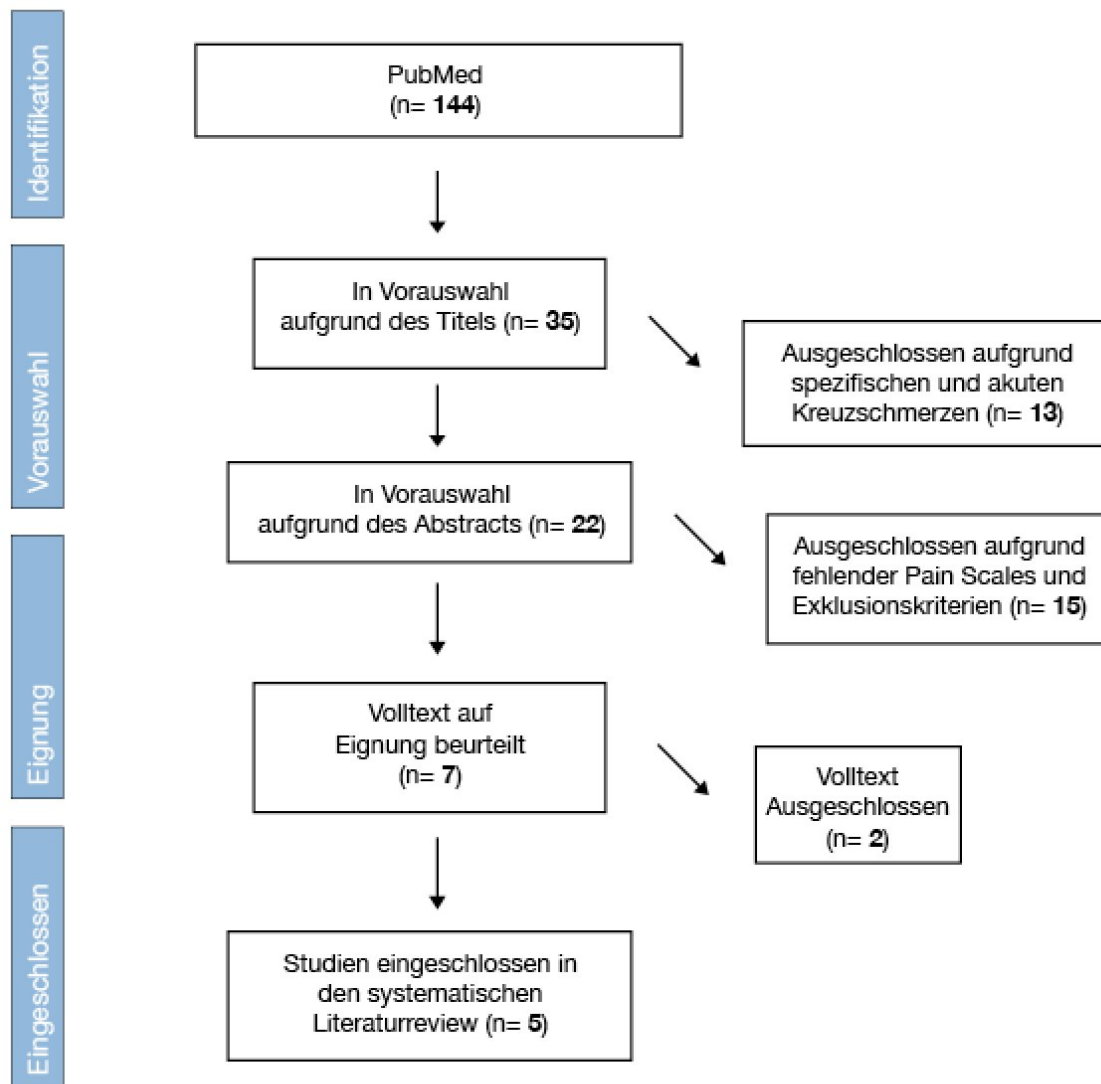 Identifikation
PubMed
(n= 144)
Vorauswahl
In Vorauswahl
aufgrund des Titels (n= 35)
Ausgeschlossen aufgrund
spezifischen und akuten
Kreuzschmerzen (n= 13)
In Vorauswahl
aufgrund des Abstracts (n= 22)
Ausgeschlossen aufgrund
fehlender Pain Scales und
Exklusionskriterien (n= 15)
Eignung
Volltext auf
Eignung beurteilt
(n= 7)
Volltext
Ausgeschlossen
(n= 2)
Eingeschlossen
Studien eingeschlossen in
den systematischen
Literaturreview (n= 5)